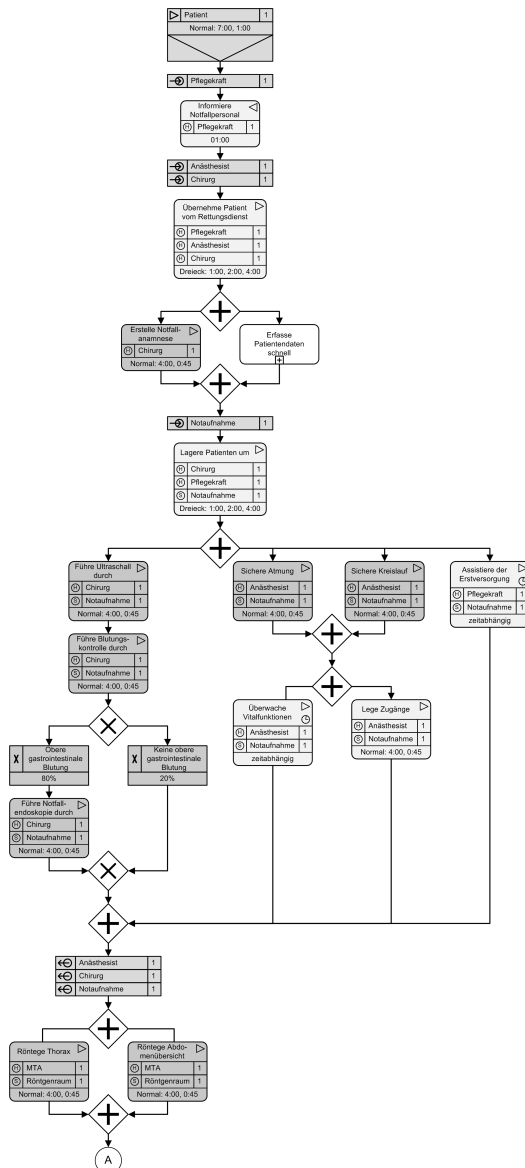 Patient 1
Normal: 7:00, 1:00
Pflegekraft 1
Informiere
Notfallpersonal
H Pflegekraft 1
01:00
Anästhesist 1
Chirurg 1
Übernehme Patient
vom Rettungsdienst
H Pflegekraft 1
H Anästhesist 1
H Chirurg 1
Dreieck: 1:00, 2:00, 4:00
Erstelle Notfall-
anamnese
H Chirurg 1
Normal: 4:00, 0:45
Erfasse
Patientendaten
schnell
Notaufnahme 1
Lagere Patienten um
H Chirurg 1
H Pflegekraft 1
S Notaufnahme 1
Dreieck: 1:00, 2:00, 4:00
Führe Ultraschall
durch
H Chirurg 1
S Notaufnahme 1
Normal: 4:00, 0:45
Sichere Atmung
H Anästhesist 1
S Notaufnahme 1
Normal: 4:00, 0:45
Sichere Kreislauf
H Anästhesist 1
S Notaufnahme 1
Normal: 4:00, 0:45
Assistiere der
Erstversorgung
H Pflegekraft 1
S Notaufnahme 1
zeitabhängig
Führe Blutungs-
kontrolle durch
H Chirurg 1
S Notaufnahme 1
Normal: 4:00, 0:45
Überwache
Vitalfunktionen
H Anästhesist 1
S Notaufnahme 1
zeitabhängig
Lege Zugänge
H Anästhesist 1
S Notaufnahme 1
Normal: 4:00, 0:45
X Obere
gastrointestinale
Blutung
80%
X Keine obere
gastrointestinale
Blutung
20%
Führe Notfall-
endoskopie durch
H Chirurg 1
S Notaufnahme 1
Normal: 4:00, 0:45
Anästhesist 1
Chirurg 1
Notaufnahme 1
Röntege Thorax
H MTA 1
S Röntgenraum 1
Normal: 4:00, 0:45
Röntege Abdo-
menübersicht
H MTA 1
S Röntgenraum 1
Normal: 4:00, 0:45
A